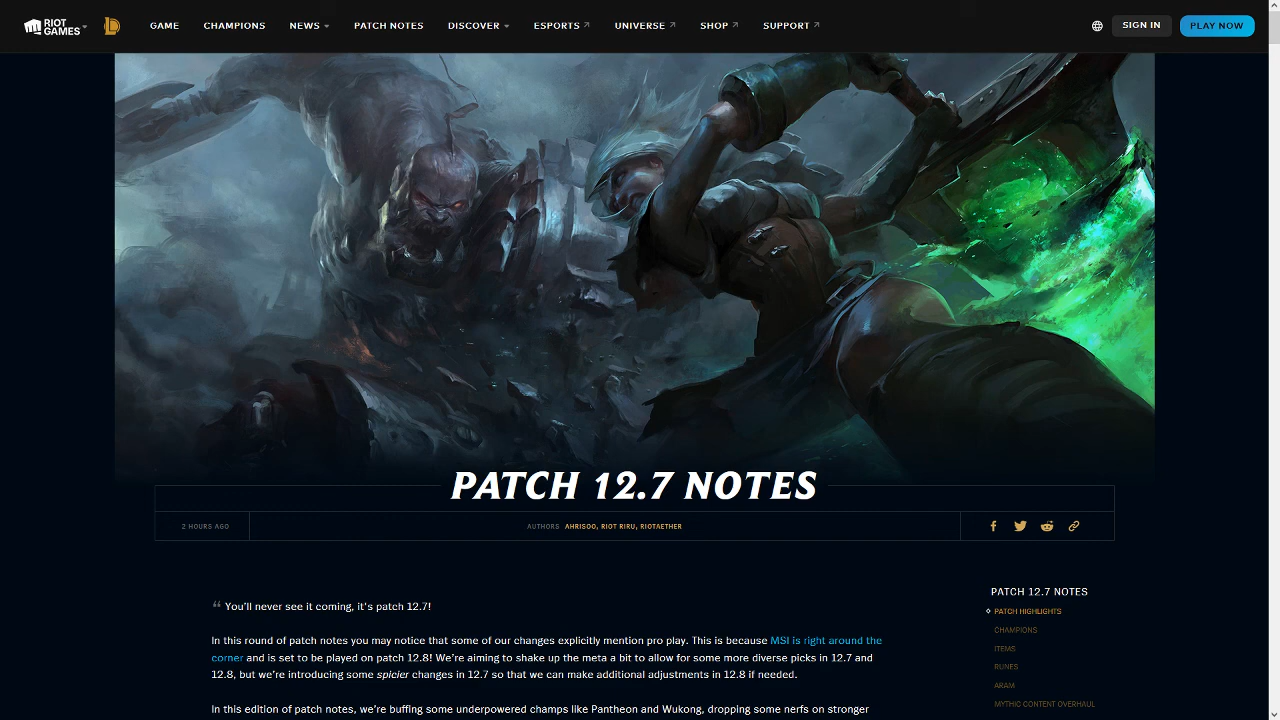 RIOT GAMES
GAME
CHAMPIONS
NEWS
PATCH NOTES
DISCOVER
ESPORTS
UNIVERSE
SHOP
SUPPORT
SIGN IN
PLAY NOW
PATCH 12.7 NOTES
2 HOURS AGO
AUTHORS AHRISOO, RIOT RIRU, RIOTAETHER
“ You'll never see it coming, it's patch 12.7!
In this round of patch notes you may notice that some of our changes explicitly mention pro play. This is because MSI is right around the
corner and is set to be played on patch 12.8! We're aiming to shake up the meta a bit to allow for some more diverse picks in 12.7 and
12.8, but we're introducing some spicier changes in 12.7 so that we can make additional adjustments in 12.8 if needed.
In this edition of patch notes, we're buffing some underpowered champs like Pantheon and Wukong, dropping some nerfs on stronger
PATCH 12.7 NOTES
PATCH HIGHLIGHTS
CHAMPIONS
ITEMS
RUNES
ARAM
MYTHIC CONTENT OVERHAUL